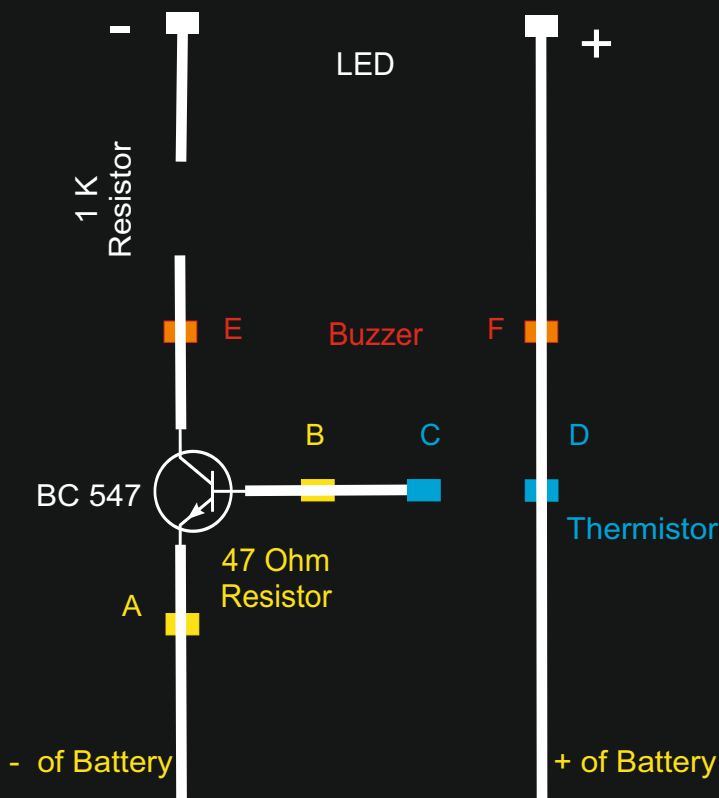 -
+
LED
1 K
Resistor
E
Buzzer
F
B
C
D
BC 547
Thermistor
47 Ohm
Resistor
A
- of Battery
+ of Battery